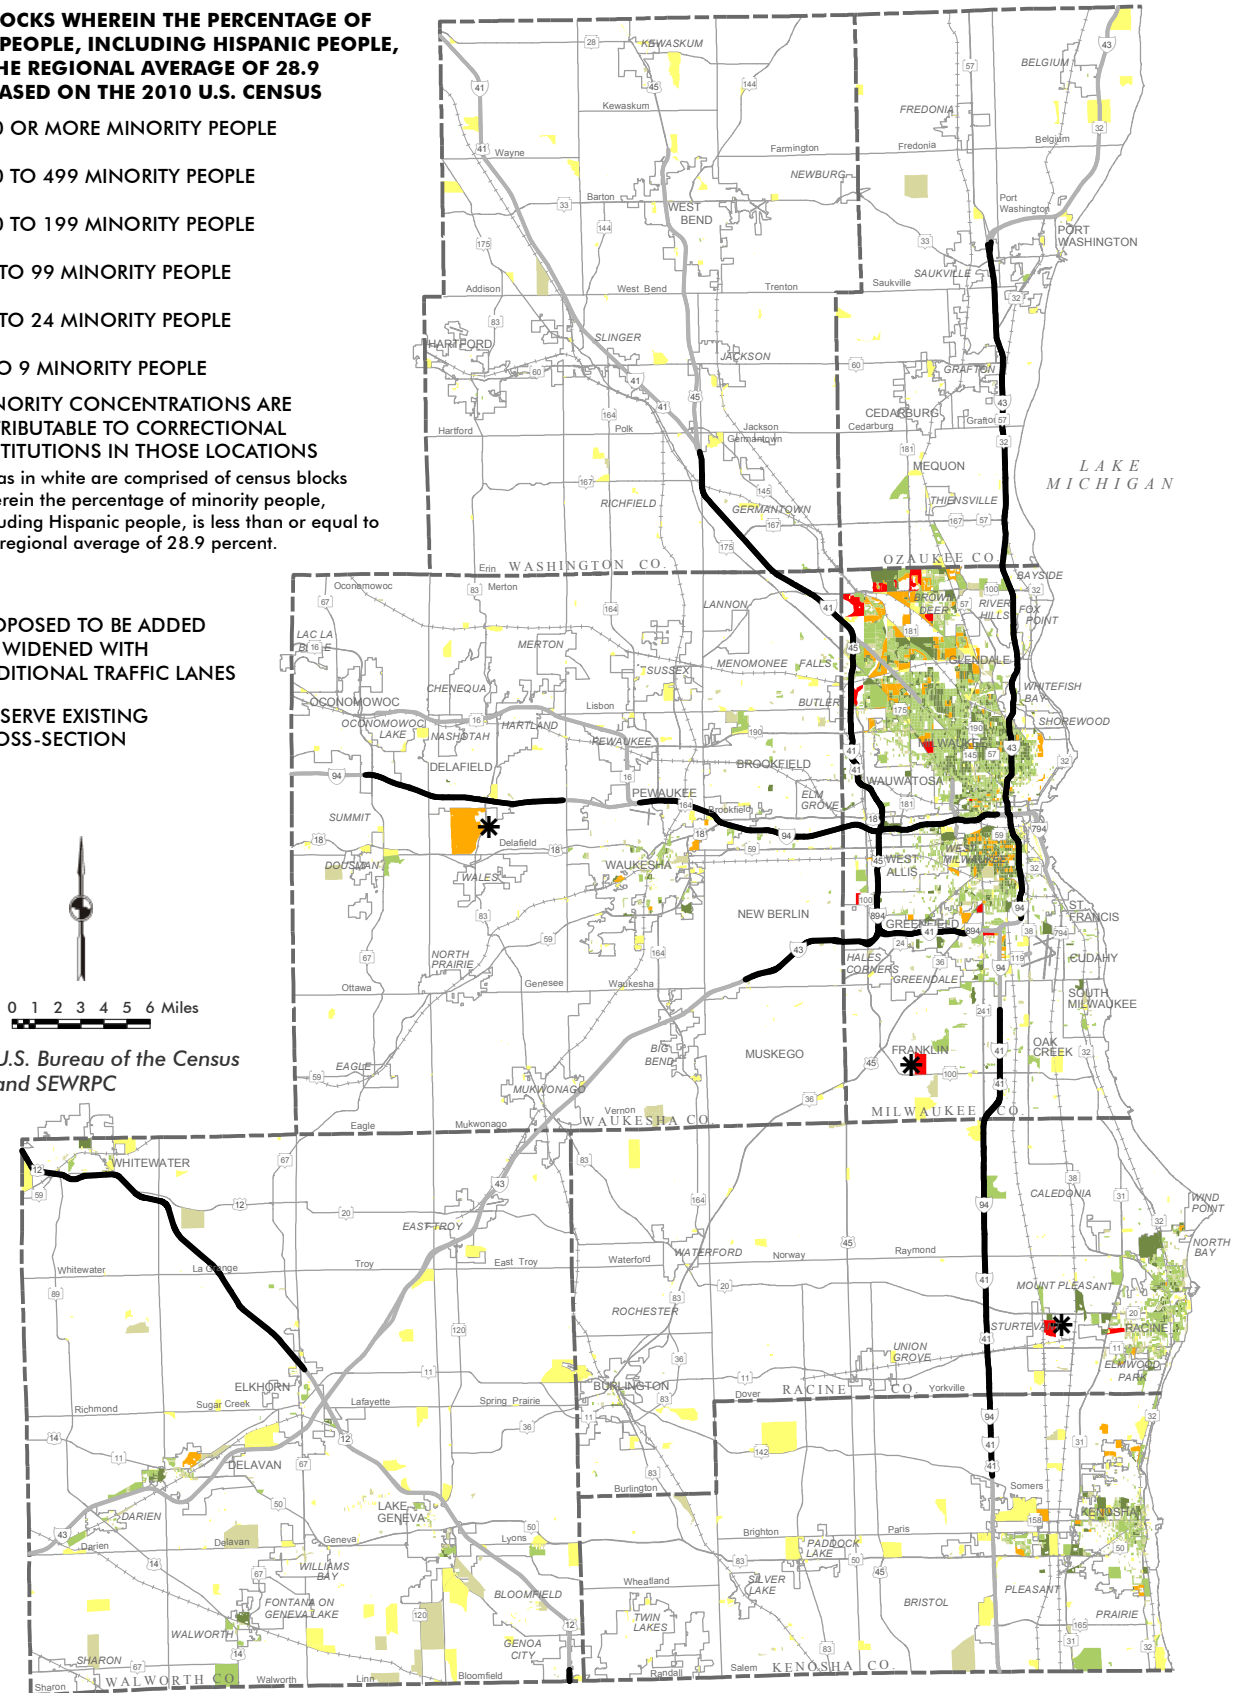 OCKS WHEREIN THE PERCENTAGE OF
PEOPLE, INCLUDING HISPANIC PEOPLE,
HE REGIONAL AVERAGE OF 28.9
ASED ON THE 2010 U.S. CENSUS
0 OR MORE MINORITY PEOPLE
0 TO 499 MINORITY PEOPLE
0 TO 199 MINORITY PEOPLE
TO 99 MINORITY PEOPLE
TO 24 MINORITY PEOPLE
O 9 MINORITY PEOPLE
NORITY CONCENTRATIONS ARE
TRIBUTABLE TO CORRECTIONAL
STITUTIONS IN THOSE LOCATIONS
as in white are comprised of census blocks
erein the percentage of minority people,
uding Hispanic people, is less than or equal to
regional average of 28.9 percent.
OPOSED TO BE ADDED
WIDENED WITH
DITIONAL TRAFFIC LANES
SERVE EXISTING
OSS-SECTION
0 1 2 3 4 5 6 Miles
U.S. Bureau of the Census
and SEWRPC
KEWASKUM
Kewaskum
Wayne
Barton
WEST
BEND
Farmington
NEWBURG
FREDONIA
Fredonia
BELGIUM
Belgium
Port
Washington
PORT
WASHINGTON
SAUKVILLE
Saukville
Addison
West Bend
Trenton
HARTFORD
SLINGER
JACKSON
GRAFTON
CEDARBURG
Cedarburg
Grafton
Hartford
Polk
Jackson
Germantown
MEQUON
LAKE
MICHIGAN
RICHFIELD
GERMANTOWN
THIENSVILLE
Erin
WASHINGTON CO.
OZAUKEE CO.
Oconomowoc
Merton
LANNON
BAYSIDE
BROWN
DEER
RIVER
HILLS
FOX
POINT
LAC LA
MERTON
SUSSEX
MENOMONEE FALLS
GLENDALE
CHENEQUA
OCONOMOWOC
OCONOMOWOC
LAKE
NASHOTAH
HARTLAND
Lisbon
PEWAUKEE
BUTLER
WHITEFISH
BAY
SHOREWOOD
MILWAUKEE
DELAFIELD
BROOKFIELD
WAUWATOSA
PEWAUKEE
Brookfield
ELM
GROVE
SUMMIT
Delafield
DOUSMAN
WALES
WAUKESHA
WEST
ALLIS
WEST
MILWAUKEE
NEW BERLIN
GREENFIELD
ST.
FRANCIS
NORTH
PRAIRIE
HALES
CORNERS
GREENDALE
CUDAHY
Ottawa
Genesee
Waukesha
SOUTH
MILWAUKEE
EAGLE
BIG
BEND
MUSKEGO
FRANKLIN
OAK
CREEK
MUKWONAGO
Vernon
Eagle
Mukwonago
WAUKESHA CO.
MILWAUKEE CO.
WHITEWATER
CALEDONIA
WIND
POINT
NORTH
BAY
EAST TROY
Whitewater
La Grange
Troy
East Troy
Waterford
WATERFORD
Norway
Raymond
MOUNT PLEASANT
ROCHESTER
STURTEVANT
RACINE
UNION
GROVE
ELMWOOD
PARK
ELKHORN
BURLINGTON
Dover
RACINE CO.
Yorkville
Richmond
Sugar Creek
Lafayette
Spring Prairie
DELAVAN
Burlington
Somers
DARIEN
Darien
Delavan
LAKE
GENEVA
Geneva
Lyons
Brighton
Paris
KENOSHA
PADDOCK
LAKE
WILLIAMS
BAY
BLOOMFIELD
Wheatland
SILVER
LAKE
PLEASANT
PRAIRIE
FONTANA ON
GENEVA LAKE
TWIN
LAKES
BRISTOL
WALWORTH
GENOA
CITY
SHARON
Sharon
WALWORTH CO.
Walworth
Linn
Bloomfield
Randall
Salem
KENOSHA CO.